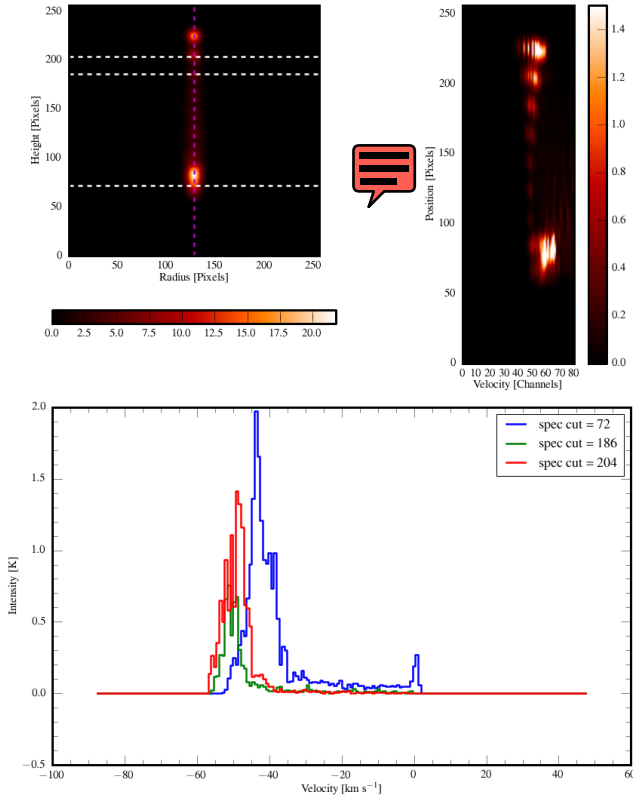 250
200
150
100
50
0
Height [Pixels]
0 50 100 150 200 250
Radius [Pixels]
0.0 2.5 5.0 7.5 10.0 12.5 15.0 17.5 20.0
250
200
150
100
50
0
Position [Pixels]
0 10 20 30 40 50 60 70 80
Velocity [Channels]
1.4
1.2
1.0
0.8
0.6
0.4
0.2
0.0
2.0
1.5
1.0
0.5
0.0
−0.5
Intensity [K]
spec cut = 72
spec cut = 186
spec cut = 204
−100 −80 −60 −40 −20 0 20 40 60
Velocity [km s⁻¹]